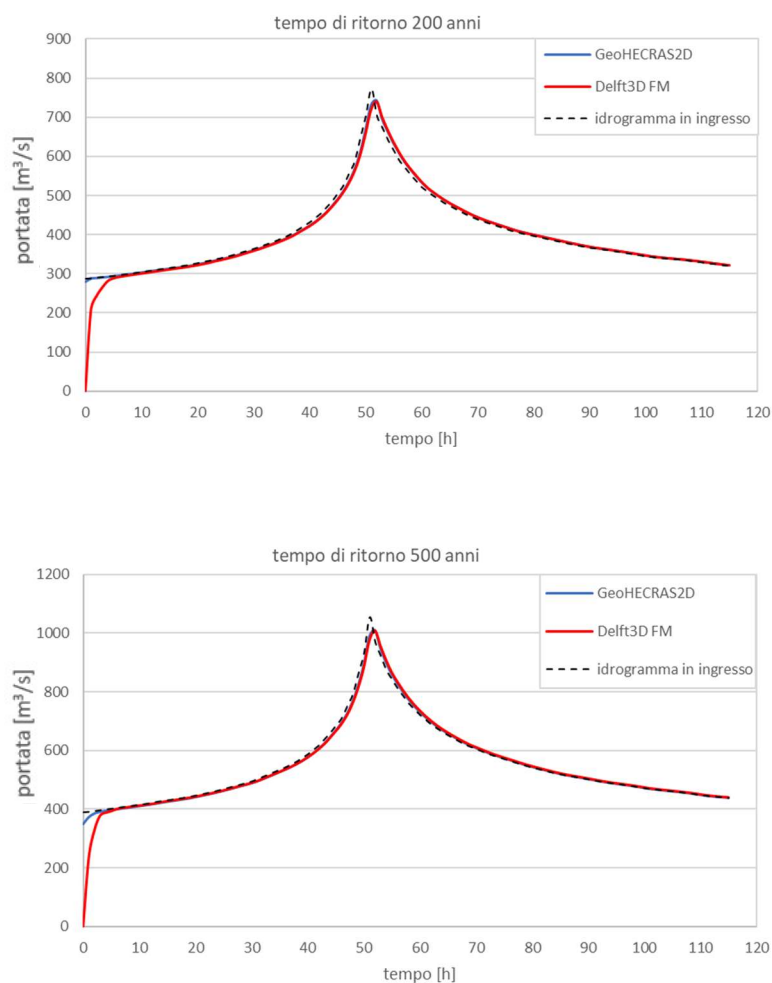 tempo di ritorno 200 anni
900
800
700
600
500
400
300
200
100
0
portata [m³/s]
GeoHECRAS2D
Delft3D FM
idrogramma in ingresso
0 10 20 30 40 50 60 70 80 90 100 110 120
tempo [h]
tempo di ritorno 500 anni
1200
1000
800
600
400
200
0
portata [m³/s]
GeoHECRAS2D
Delft3D FM
idrogramma in ingresso
0 10 20 30 40 50 60 70 80 90 100 110 120
tempo [h]